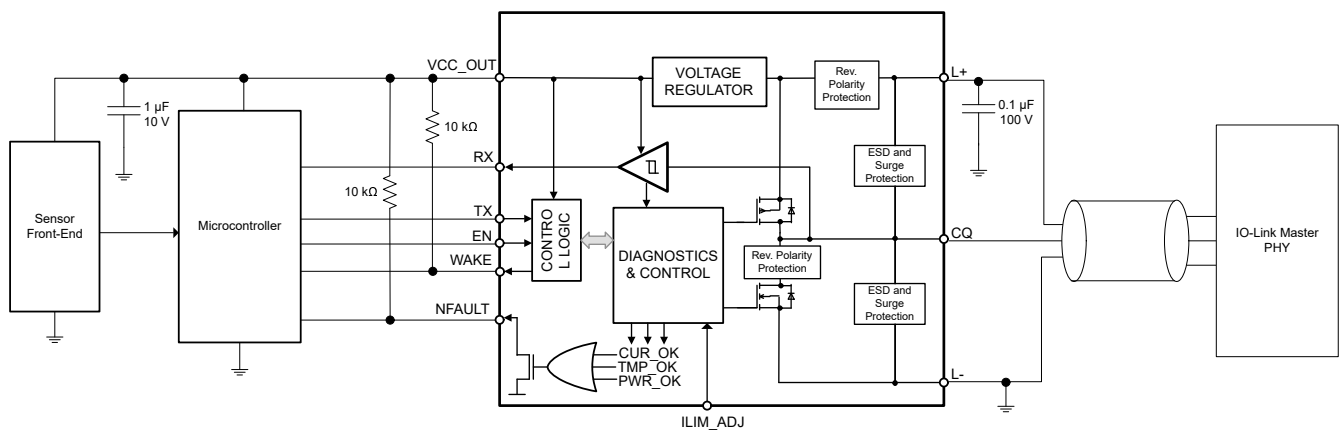 VCC_OUT
VOLTAGE
REGULATOR
Rev.
Polarity
Protection
L+
1 µF
10 V
10 kΩ
0.1 µF
100 V
RX
ESD and
Surge
Protection
10 kΩ
Sensor
Front-End
Microcontroller
TX
EN
WAKE
NFAULT
CONTRO
L LOGIC
DIAGNOSTICS
& CONTROL
Rev. Polarity
Protection
CQ
IO-Link Master
PHY
ESD and
Surge
Protection
CUR_OK
TMP_OK
PWR_OK
L-
ILIM_ADJ